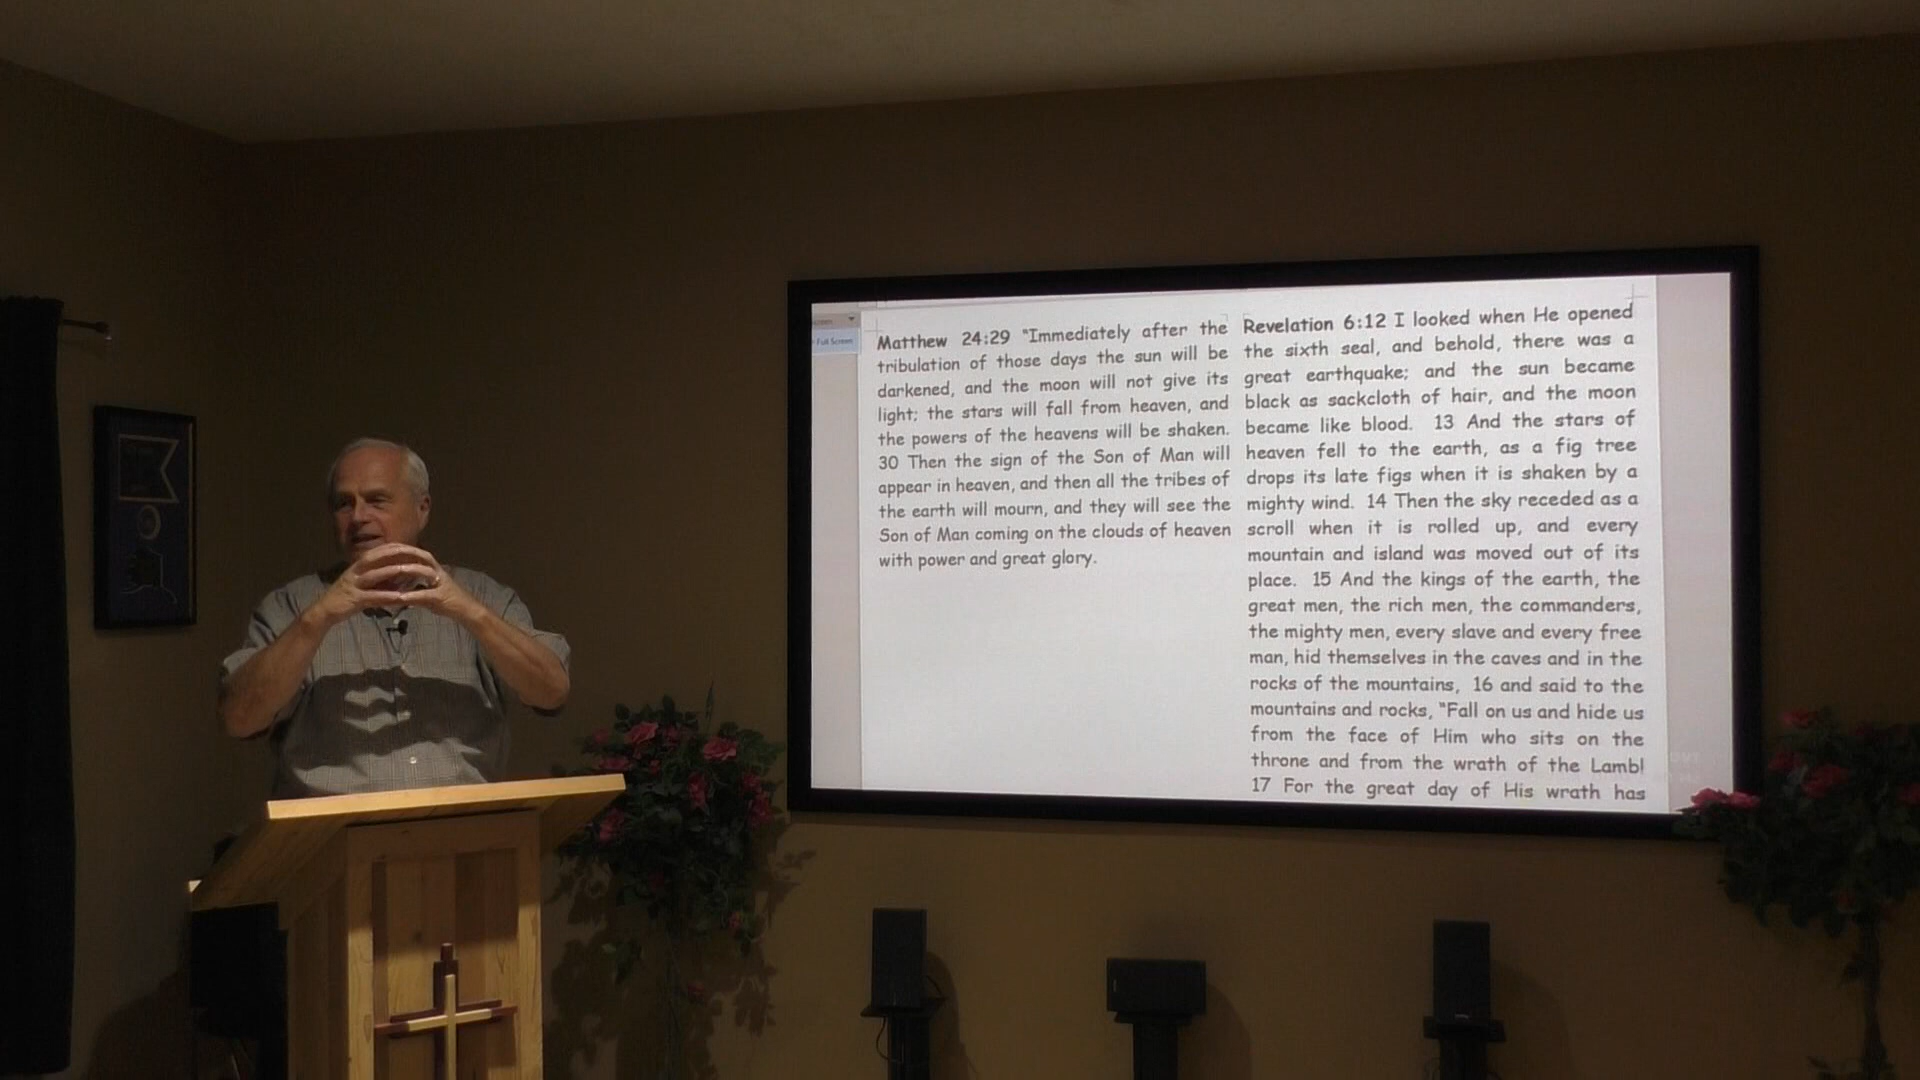 Full Screen
Matthew 24:29 "Immediately after the
tribulation of those days the sun will be
darkened, and the moon will not give its
light; the stars will fall from heaven, and
the powers of the heavens will be shaken.
30 Then the sign of the Son of Man will
appear in heaven, and then all the tribes of
the earth will mourn, and they will see the
Son of Man coming on the clouds of heaven
with power and great glory.
Revelation 6:12 I looked when He opened
the sixth seal, and behold, there was a
great earthquake; and the sun became
black as sackcloth of hair, and the moon
became like blood. 13 And the stars of
heaven fell to the earth, as a fig tree
drops its late figs when it is shaken by a
mighty wind. 14 Then the sky receded as a
scroll when it is rolled up, and every
mountain and island was moved out of its
place. 15 And the kings of the earth, the
great men, the rich men, the commanders,
the mighty men, every slave and every free
man, hid themselves in the caves and in the
rocks of the mountains, 16 and said to the
mountains and rocks, "Fall on us and hide us
from the face of Him who sits on the
throne and from the wrath of the Lamb!
17 For the great day of His wrath has